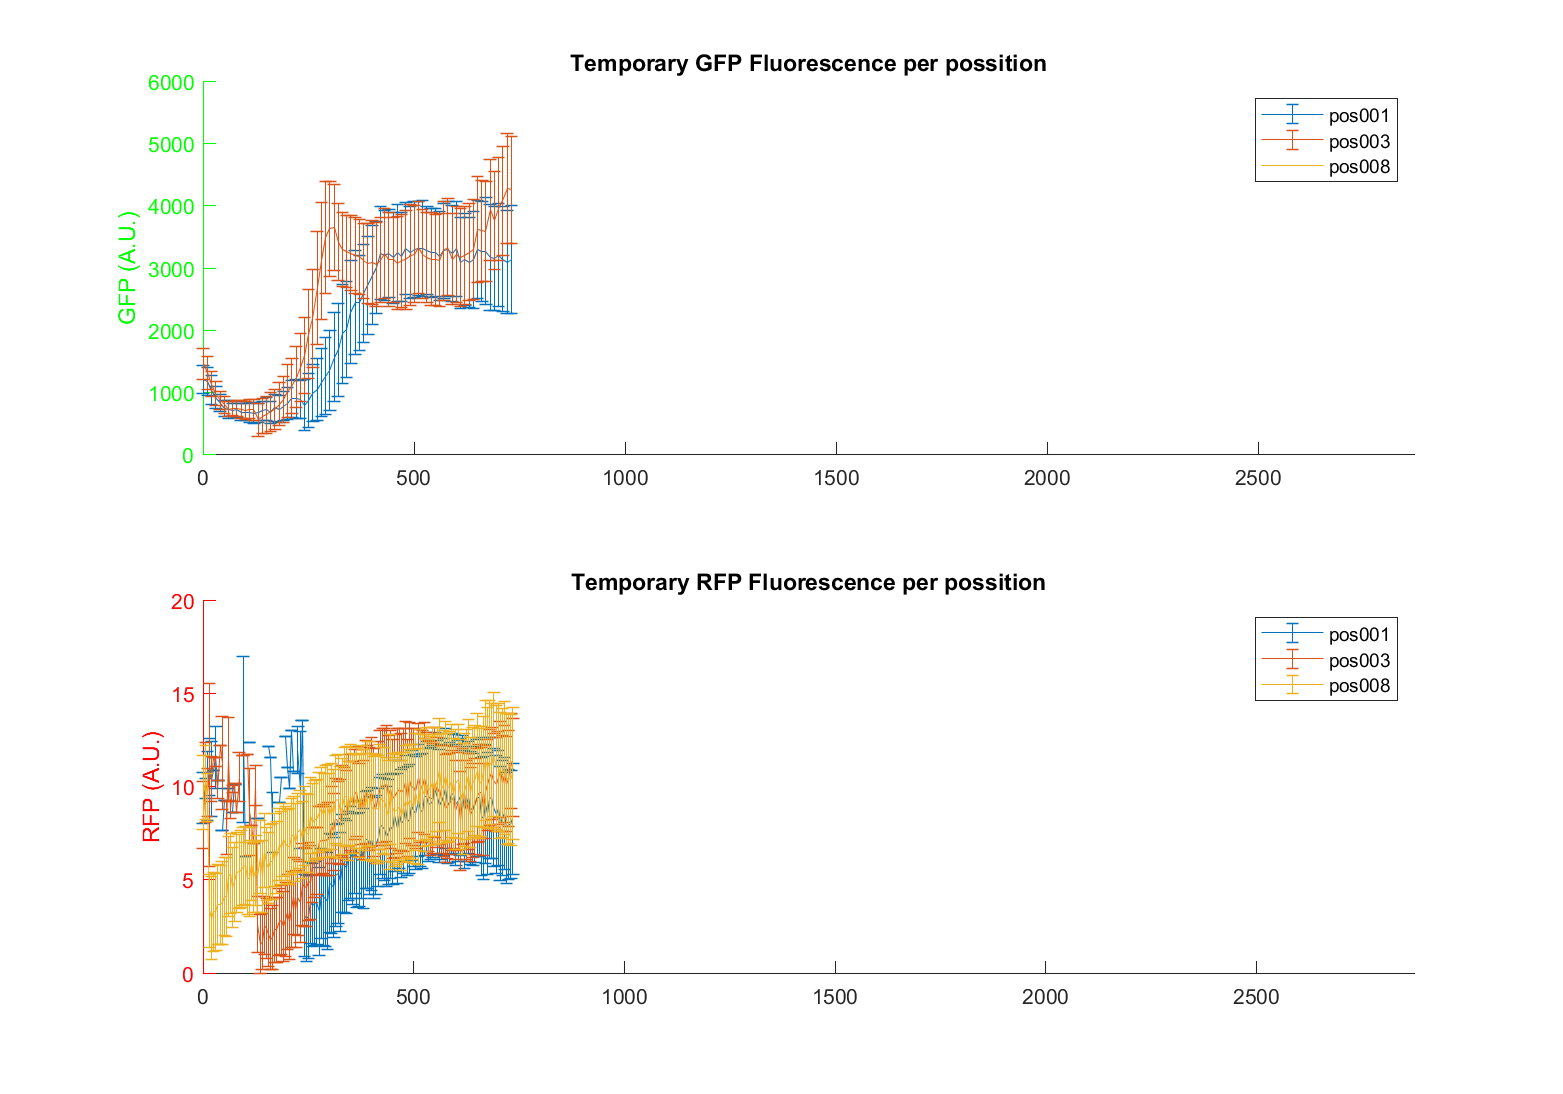 Temporary GFP Fluorescence per possition
6000
5000
4000
3000
2000
1000
0
GFP (A.U.)
pos001
pos003
pos008
0 500 1000 1500 2000 2500
Temporary RFP Fluorescence per possition
20
15
10
5
0
RFP (A.U.)
pos001
pos003
pos008
0 500 1000 1500 2000 2500